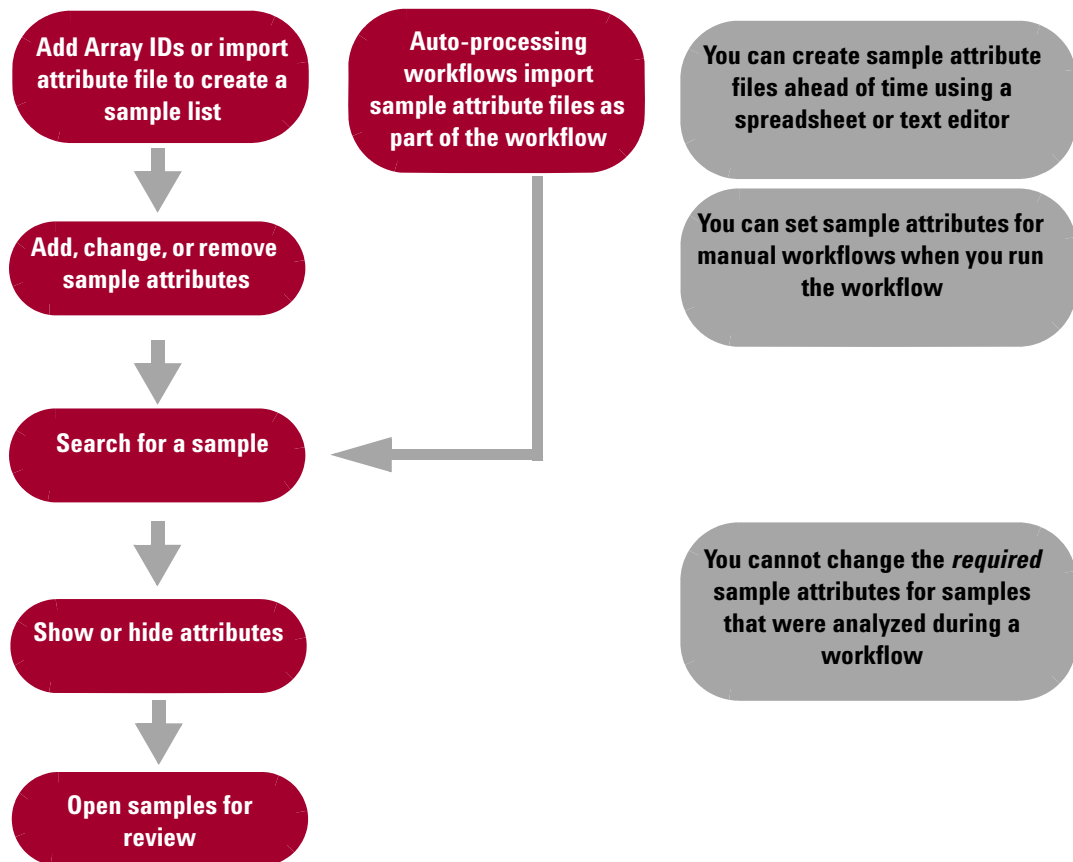 Add Array IDs or import
attribute file to create a
sample list
Auto-processing
workflows import
sample attribute files as
part of the workflow
You can create sample attribute
files ahead of time using a
spreadsheet or text editor
Add, change, or remove
sample attributes
You can set sample attributes for
manual workflows when you run
the workflow
Search for a sample
You cannot change the required
sample attributes for samples
that were analyzed during a
workflow
Show or hide attributes
Open samples for
review